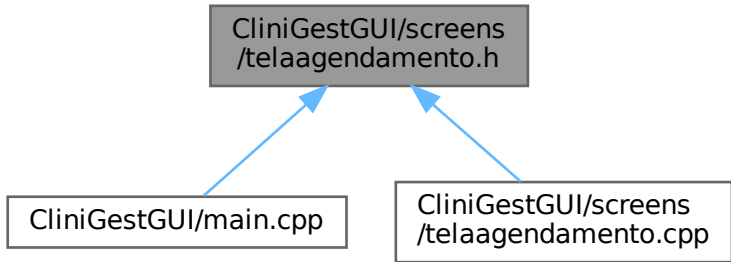 CliniGestGUI/screens
/telaagendamento.h
CliniGestGUI/main.cpp
CliniGestGUI/screens
/telaagendamento.cpp